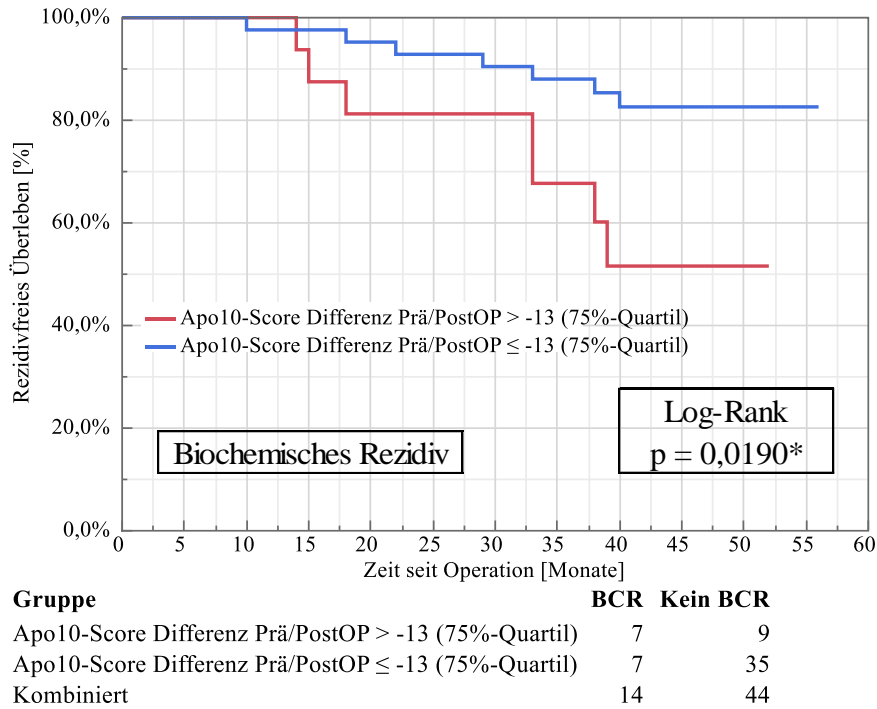 100,0%
80,0%
60,0%
40,0%
20,0%
0,0%
Rezidivfreies Überleben [%]
Apo10-Score Differenz Prä/PostOP > -13 (75%-Quartil)
Apo10-Score Differenz Prä/PostOP ≤ -13 (75%-Quartil)
Biochemisches Rezidiv
Log-Rank
p = 0,0190*
0 5 10 15 20 25 30 35 40 45 50 55 60
Zeit seit Operation [Monate]
Gruppe BCR Kein BCR
Apo10-Score Differenz Prä/PostOP > -13 (75%-Quartil) 7 9
Apo10-Score Differenz Prä/PostOP ≤ -13 (75%-Quartil) 7 35
Kombiniert 14 44